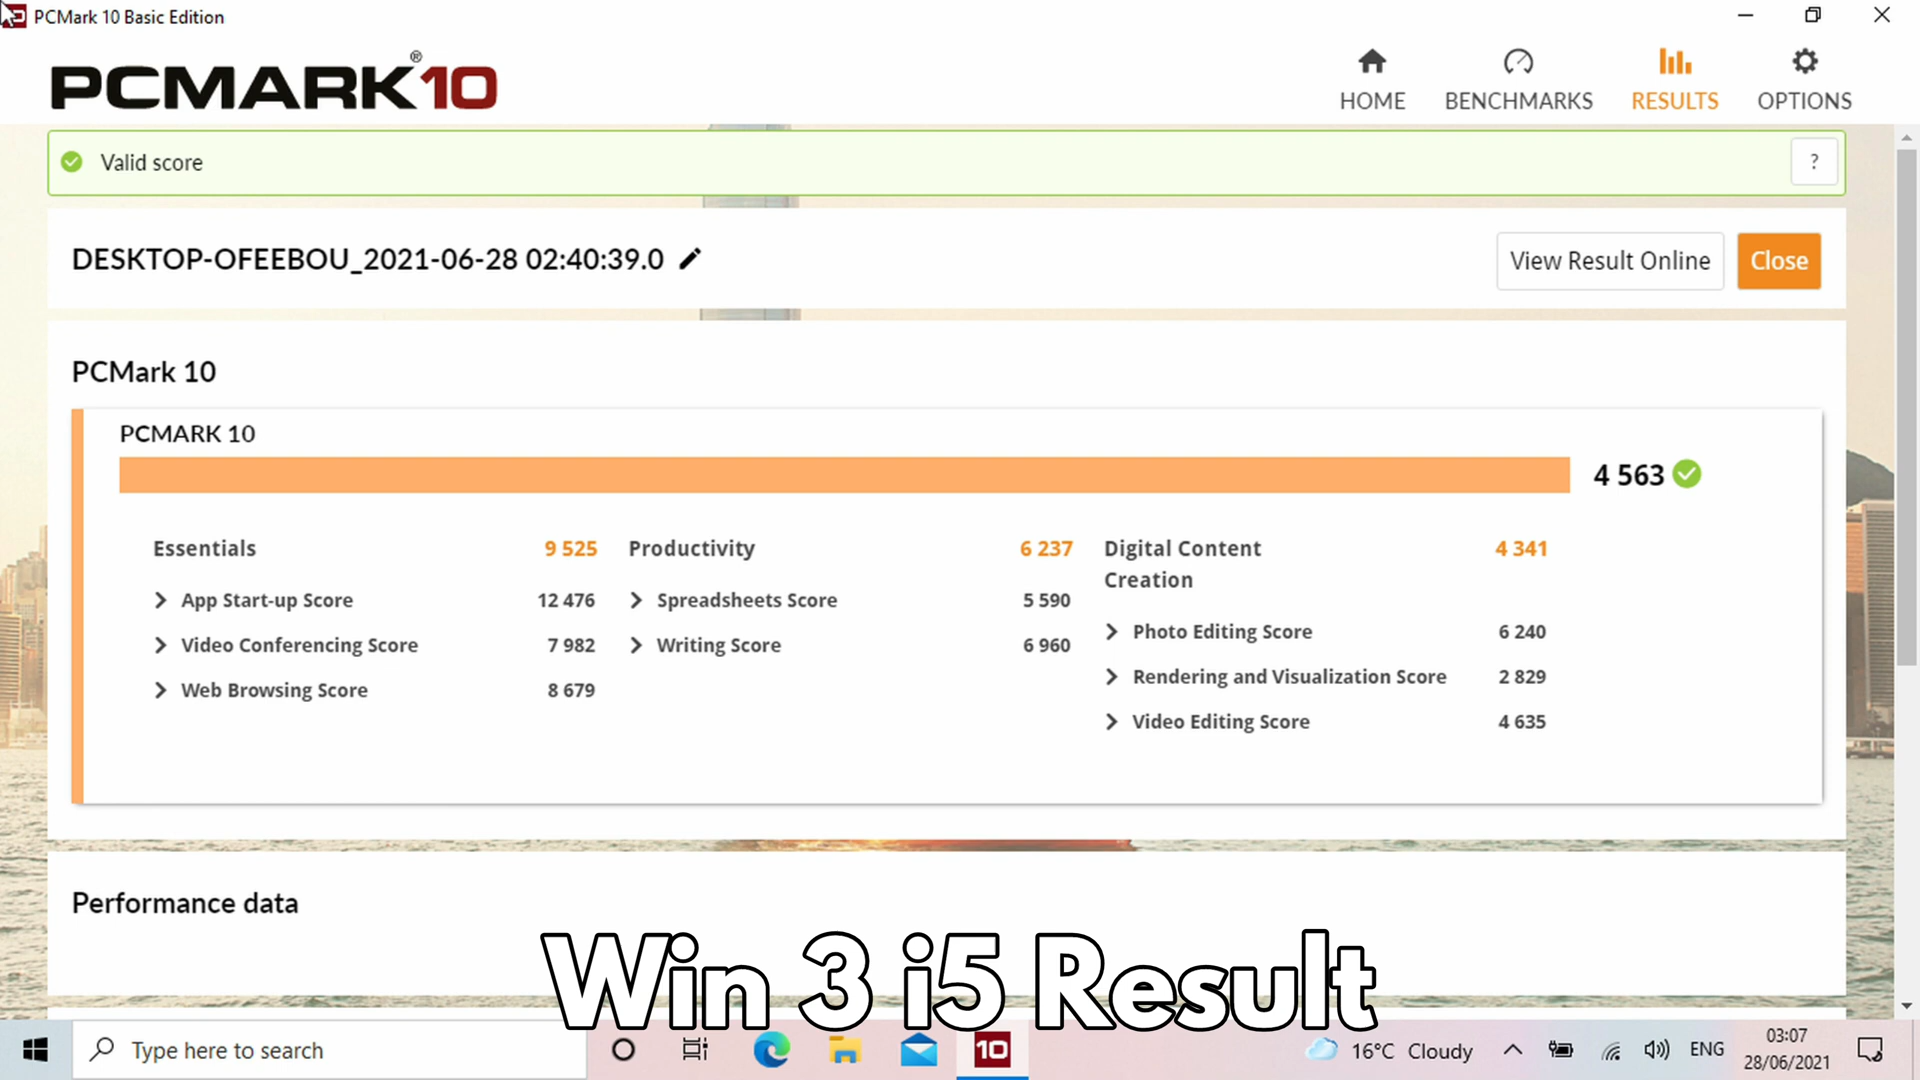 PCMark 10 Basic Edition
PCMARK®10
HOME
BENCHMARKS
RESULTS
OPTIONS
Valid score
?
DESKTOP-OFEEBOU_2021-06-28 02:40:39.0
View Result Online
Close
PCMark 10
PCMARK 10
4 563
Essentials 9 525
App Start-up Score 12 476
Video Conferencing Score 7 982
Web Browsing Score 8 679
Productivity 6 237
Spreadsheets Score 5 590
Writing Score 6 960
Digital Content 4 341
Creation
Photo Editing Score 6 240
Rendering and Visualization Score 2 829
Video Editing Score 4 635
Performance data
Win 3 i5 Result
Type here to search
10
16°C Cloudy
ENG
03:07
28/06/2021